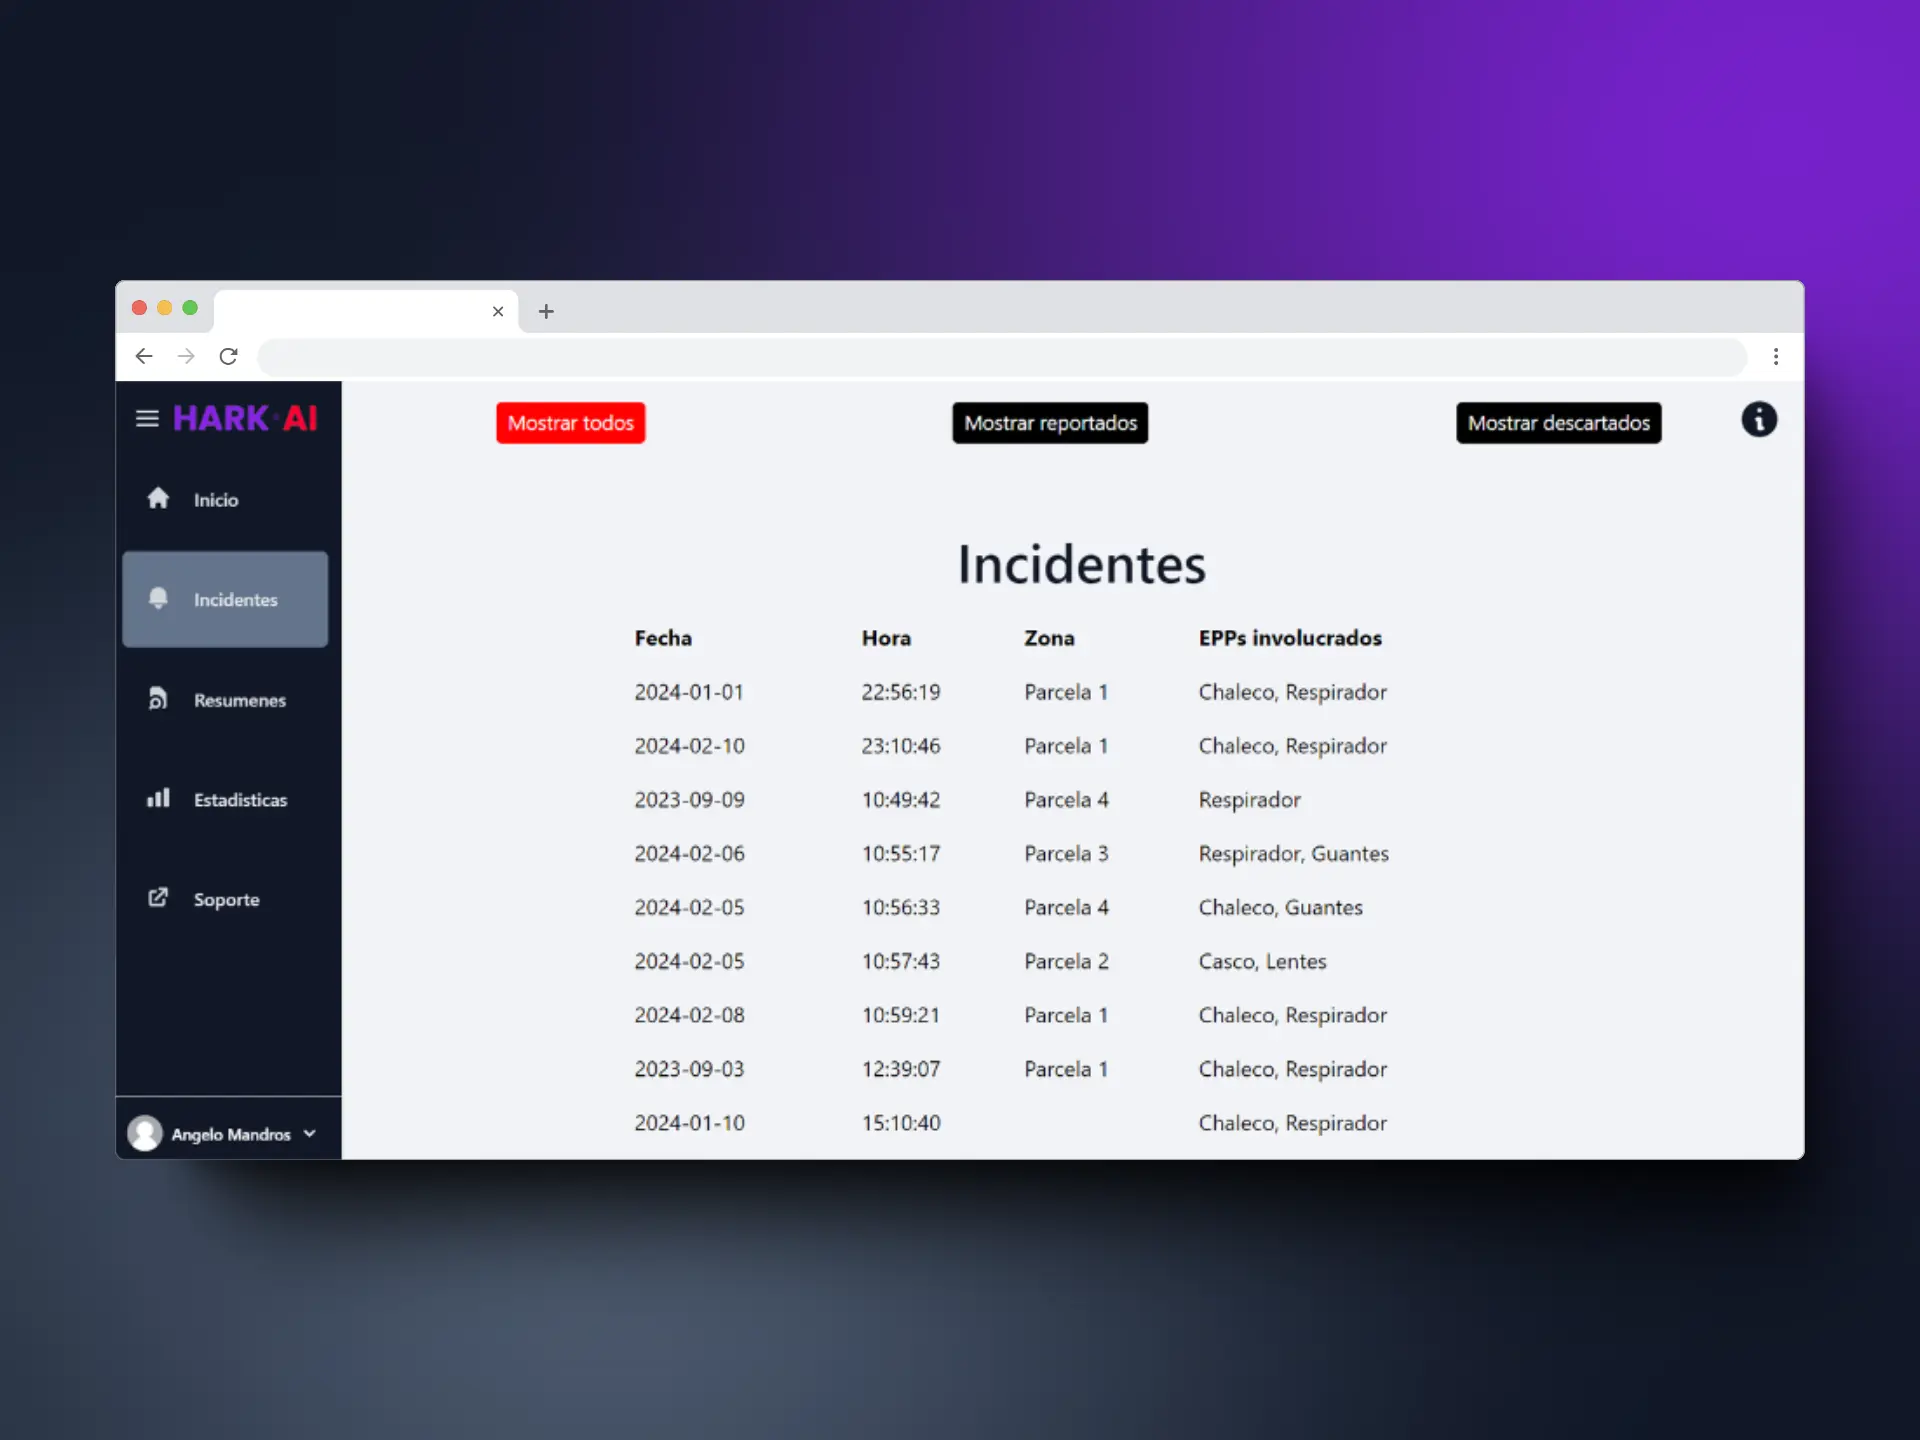 HARK·AI
Mostrar todos
Mostrar reportados
Mostrar descartados
Inicio
Incidentes
Resumenes
Estadisticas
Soporte
Angelo Mandros
Incidentes
Fecha Hora Zona EPPs involucrados
2024-01-01 22:56:19 Parcela 1 Chaleco, Respirador
2024-02-10 23:10:46 Parcela 1 Chaleco, Respirador
2023-09-09 10:49:42 Parcela 4 Respirador
2024-02-06 10:55:17 Parcela 3 Respirador, Guantes
2024-02-05 10:56:33 Parcela 4 Chaleco, Guantes
2024-02-05 10:57:43 Parcela 2 Casco, Lentes
2024-02-08 10:59:21 Parcela 1 Chaleco, Respirador
2023-09-03 12:39:07 Parcela 1 Chaleco, Respirador
2024-01-10 15:10:40 Chaleco, Respirador